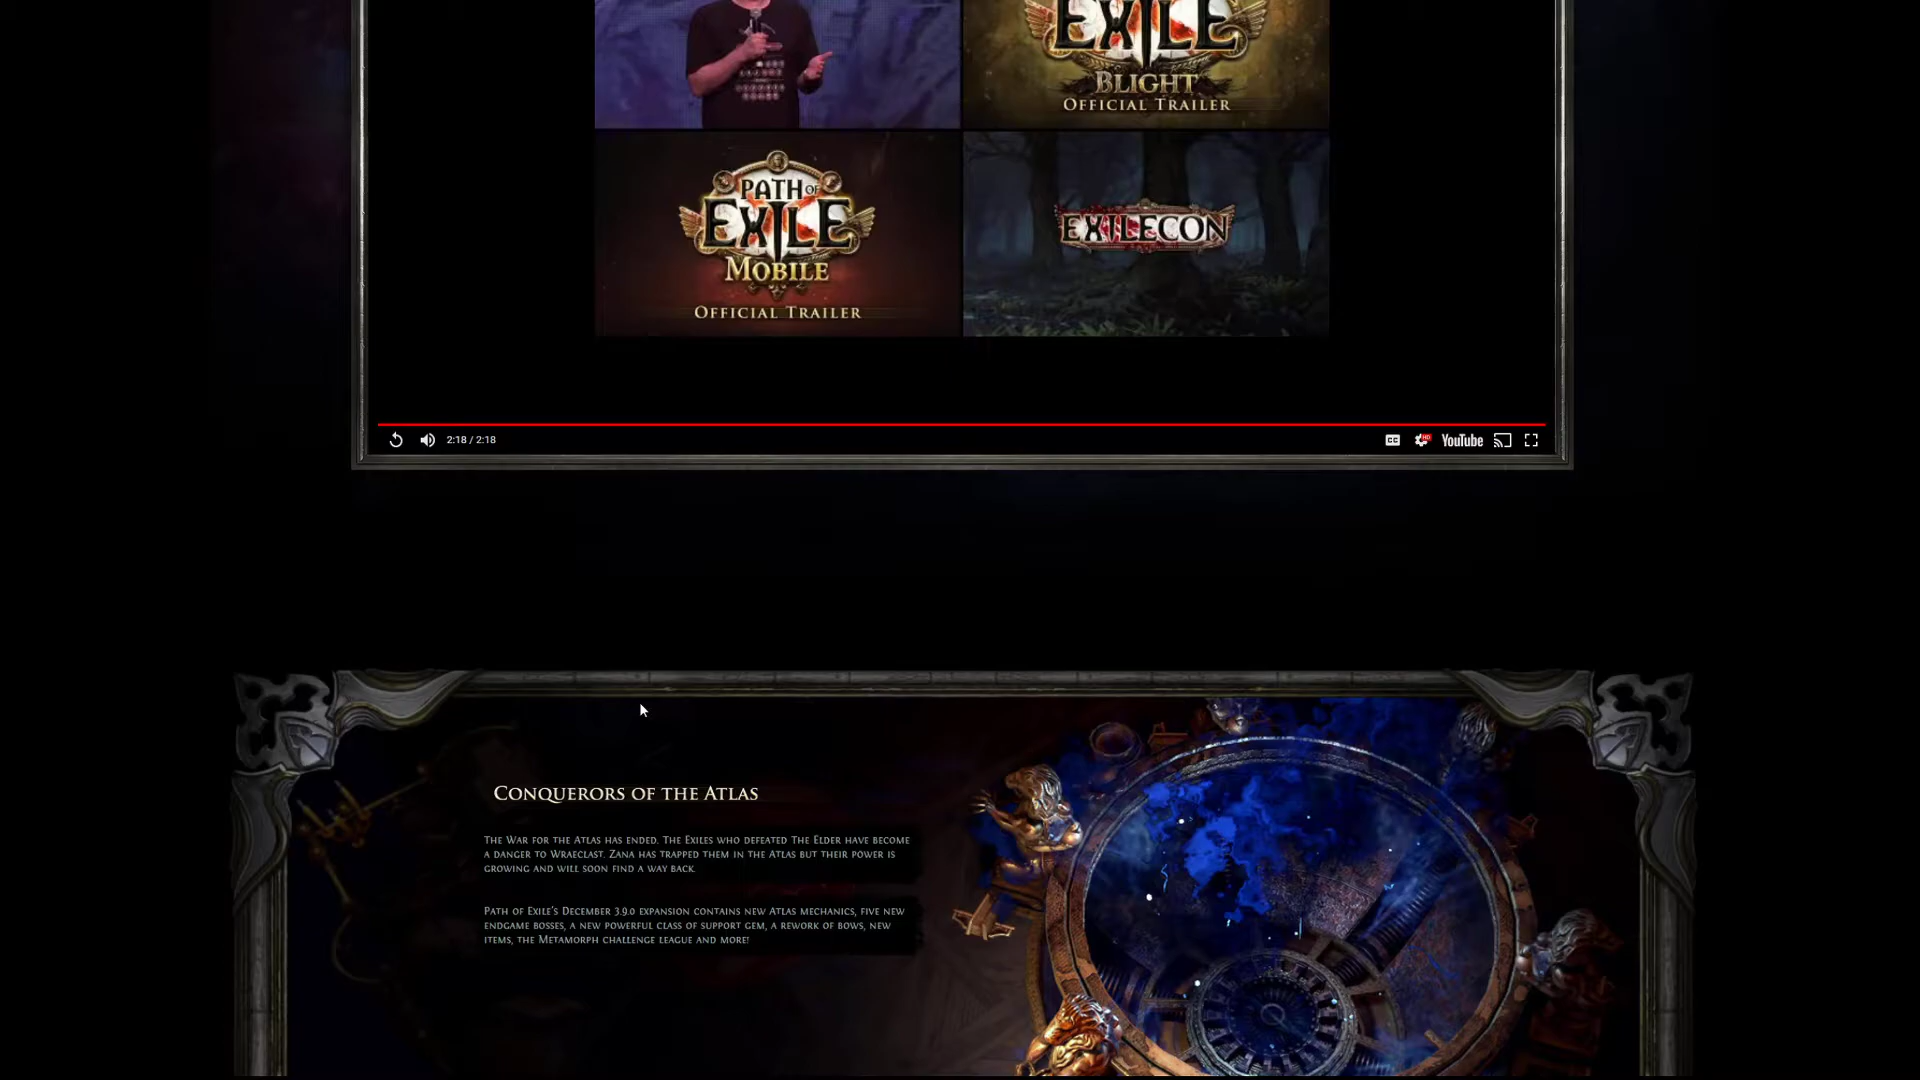 EXILE
BLIGHT
OFFICIAL TRAILER
PATH OF
EXILE
MOBILE
OFFICIAL TRAILER
EXILECON
2:18 / 2:18
CC
HD
YouTube
Conquerors of the Atlas
The War for the Atlas has ended. The Exiles who defeated The Elder have become
a danger to Wraeclast. Zana has trapped them in the Atlas but their power is
growing and will soon find a way back.
Path of Exile's December 3.9.0 expansion contains new Atlas mechanics, five new
endgame bosses, a new powerful class of support gem, a rework of bows, new
items, the Metamorph challenge league and more!